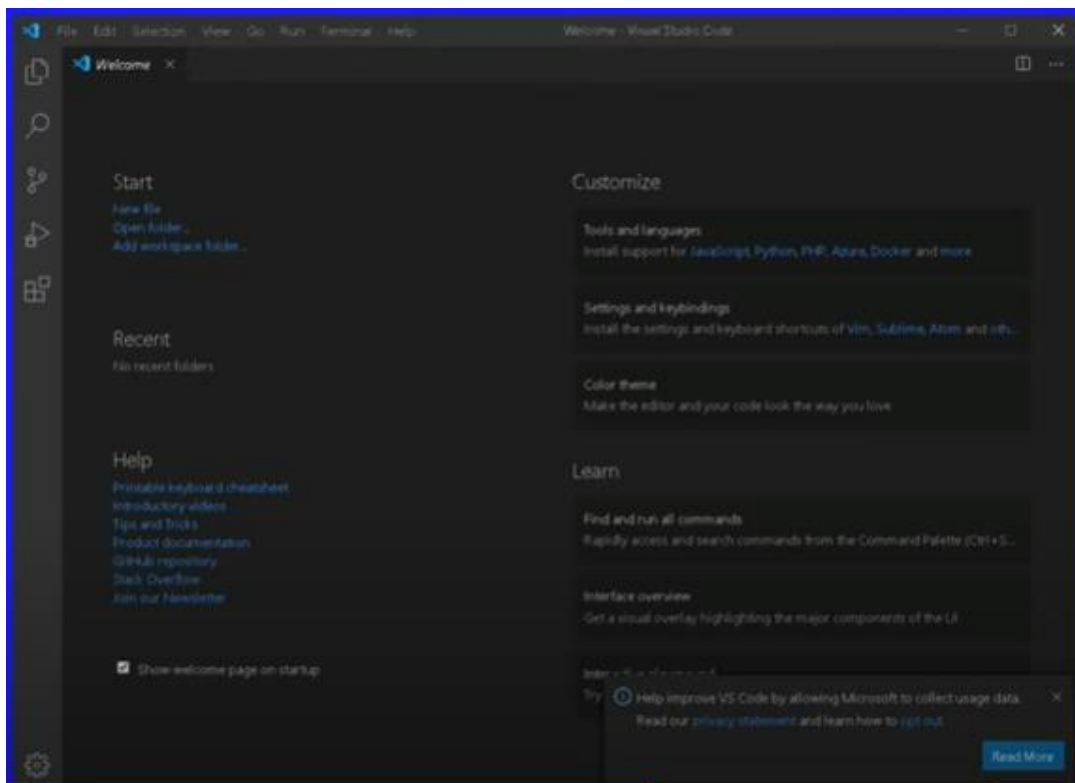 File Edit Selection View Go Run Terminal Help
Welcome - Visual Studio Code
Welcome
Start
New file
Open folder...
Add workspace folder...
Recent
No recent folders
Help
Printable keyboard cheatsheet
Introductory videos
Tips and Tricks
Product documentation
GitHub repository
Stack Overflow
Join our Newsletter
Show welcome page on startup
Customize
Tools and languages
Install support for JavaScript, Python, PHP, Azure, Docker and more
Settings and keybindings
Install the settings and keyboard shortcuts of Vim, Sublime, Atom and oth...
Color theme
Make the editor and your code look the way you love
Learn
Find and run all commands
Rapidly access and search commands from the Command Palette (Ctrl+S...
Interface overview
Get a visual overlay highlighting the major components of the UI
Try
Help improve VS Code by allowing Microsoft to collect usage data.
Read our privacy statement and learn how to opt out.
Read More